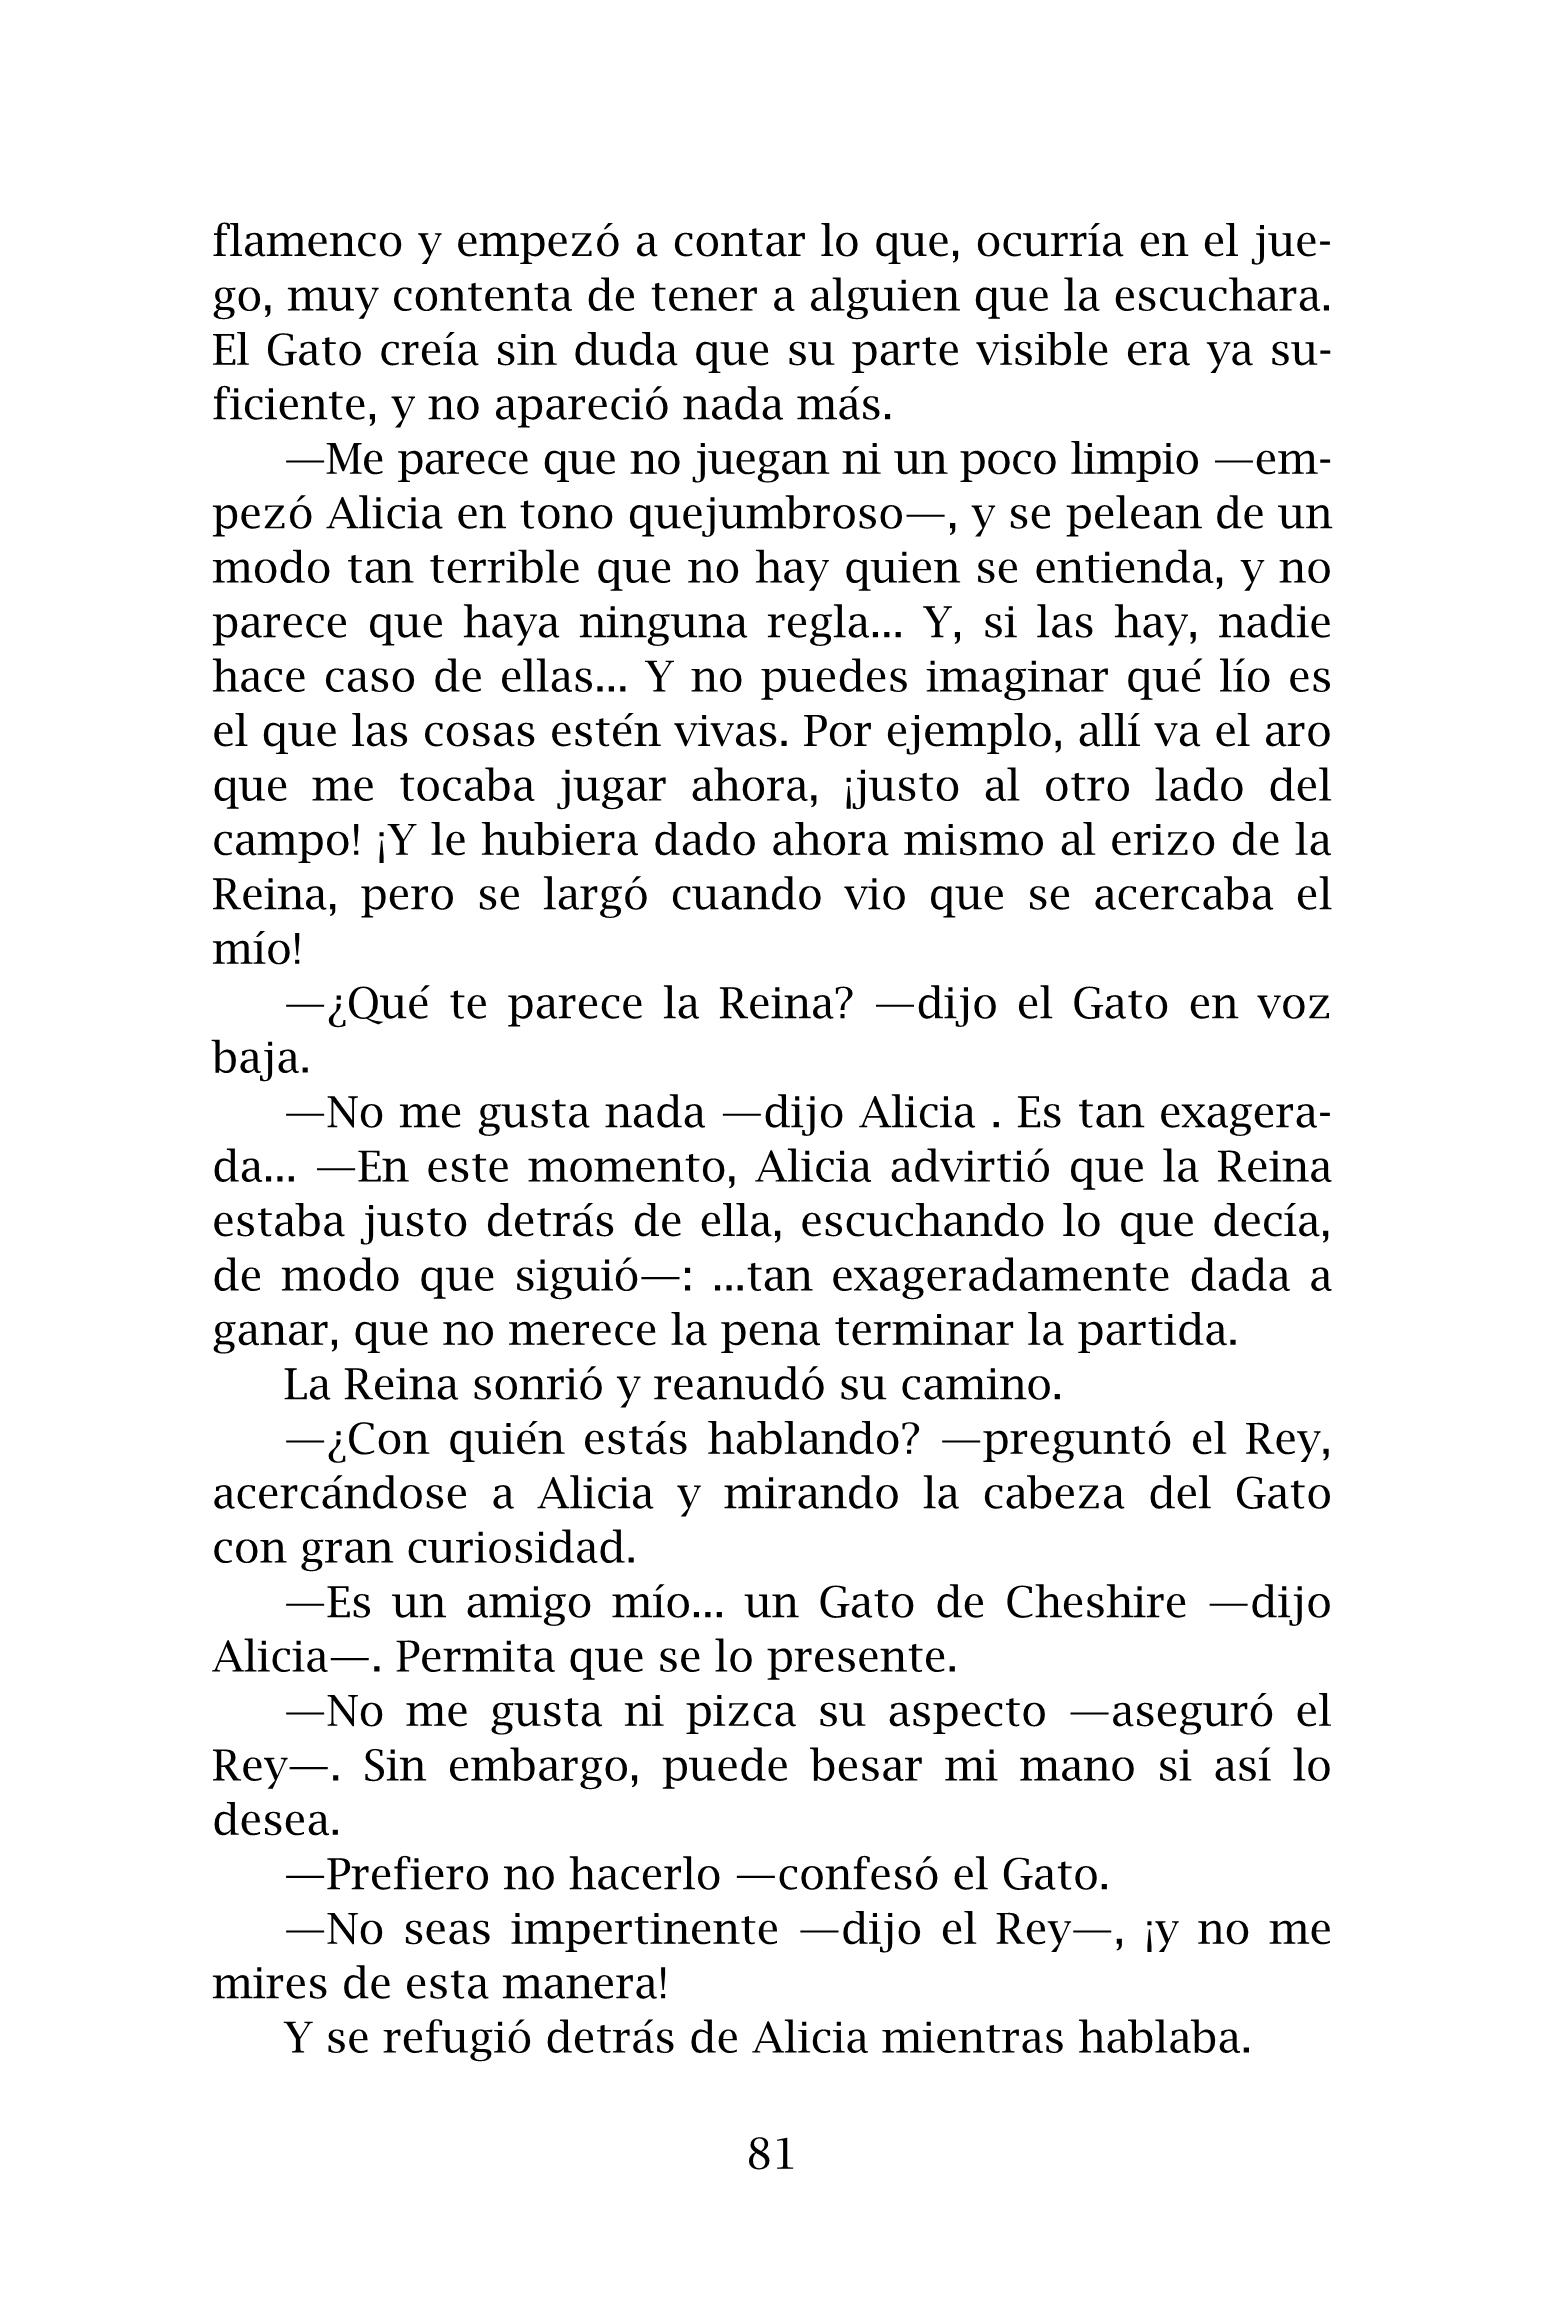 flamenco y empezó a contar lo que, ocurría en el jue-
go, muy contenta de tener a alguien que la escuchara.
El Gato creía sin duda que su parte visible era ya su-
ficiente, y no apareció nada más.
—Me parece que no juegan ni un poco limpio —em-
pezó Alicia en tono quejumbroso—, y se pelean de un
modo tan terrible que no hay quien se entienda, y no
parece que haya ninguna regla... Y, si las hay, nadie
hace caso de ellas... Y no puedes imaginar qué lío es
el que las cosas estén vivas. Por ejemplo, allí va el aro
que me tocaba jugar ahora, ¡justo al otro lado del
campo! ¡Y le hubiera dado ahora mismo al erizo de la
Reina, pero se largó cuando vio que se acercaba el
mío!
—¿Qué te parece la Reina? —dijo el Gato en voz
baja.
—No me gusta nada —dijo Alicia . Es tan exagera-
da... —En este momento, Alicia advirtió que la Reina
estaba justo detrás de ella, escuchando lo que decía,
de modo que siguió—: ...tan exageradamente dada a
ganar, que no merece la pena terminar la partida.
La Reina sonrió y reanudó su camino.
—¿Con quién estás hablando? —preguntó el Rey,
acercándose a Alicia y mirando la cabeza del Gato
con gran curiosidad.
—Es un amigo mío... un Gato de Cheshire —dijo
Alicia—. Permita que se lo presente.
—No me gusta ni pizca su aspecto —aseguró el
Rey—. Sin embargo, puede besar mi mano si así lo
desea.
—Prefiero no hacerlo —confesó el Gato.
—No seas impertinente —dijo el Rey—, ¡y no me
mires de esta manera!
Y se refugió detrás de Alicia mientras hablaba.
81